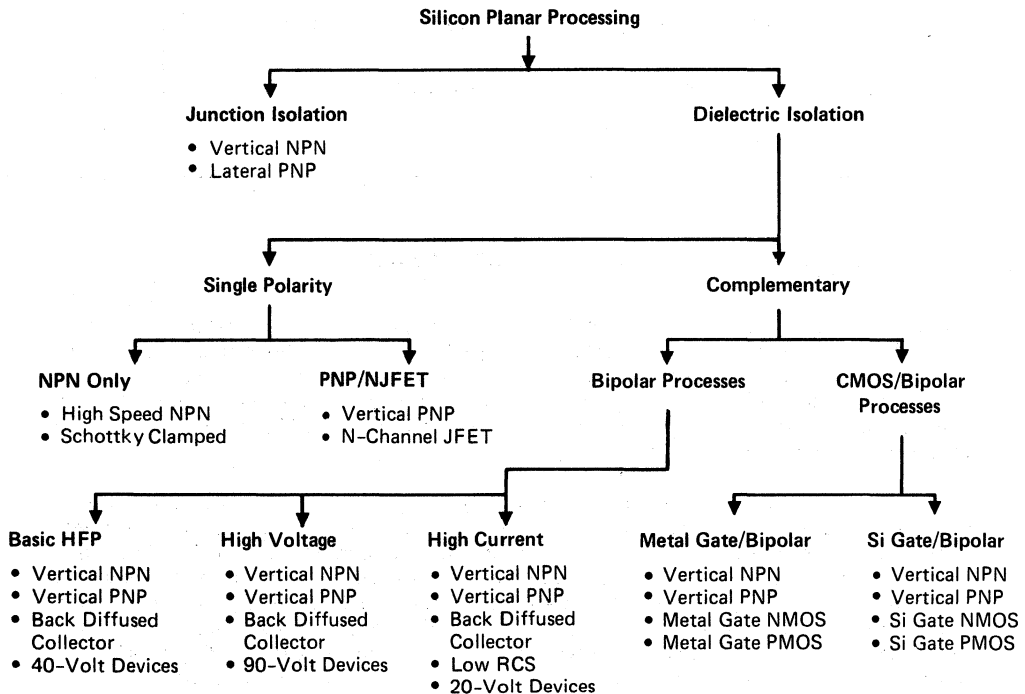 Silicon Planar Processing
Junction Isolation
• Vertical NPN
• Lateral PNP
Dielectric Isolation
Single Polarity
Complementary
NPN Only
• High Speed NPN
• Schottky Clamped
PNP/NJFET
• Vertical PNP
• N-Channel JFET
Bipolar Processes
CMOS/Bipolar
Processes
Basic HFP
• Vertical NPN
• Vertical PNP
• Back Diffused
Collector
• 40-Volt Devices
High Voltage
• Vertical NPN
• Vertical PNP
• Back Diffused
Collector
• 90-Volt Devices
High Current
• Vertical NPN
• Vertical PNP
• Back Diffused
Collector
• Low RCS
• 20-Volt Devices
Metal Gate/Bipolar
• Vertical NPN
• Vertical PNP
• Metal Gate NMOS
• Metal Gate PMOS
Si Gate/Bipolar
• Vertical NPN
• Vertical PNP
• Si Gate NMOS
• Si Gate PMOS